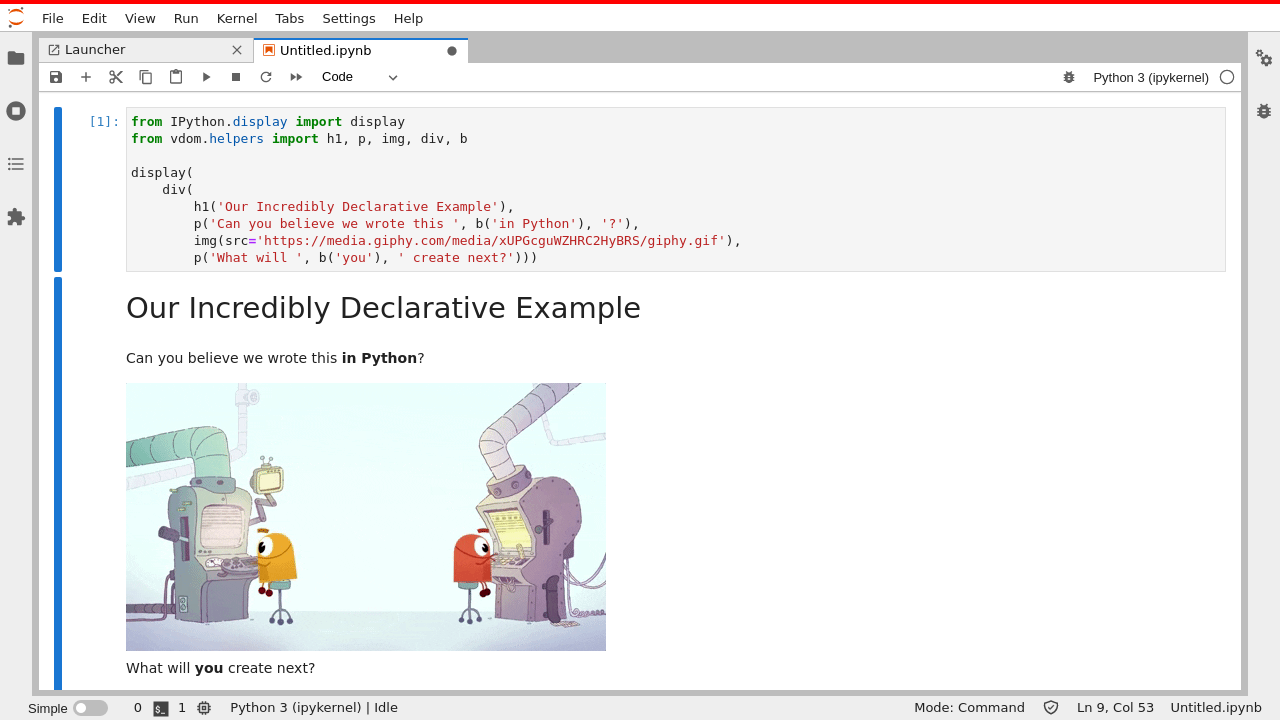 File Edit View Run Kernel Tabs Settings Help
Launcher
Untitled.ipynb
Code
Python 3 (ipykernel)
[1]:
from IPython.display import display
from vdom.helpers import h1, p, img, div, b
display(
div(
h1('Our Incredibly Declarative Example'),
p('Can you believe we wrote this ', b('in Python'), '?'),
img(src='https://media.giphy.com/media/xUPGcguWZHRC2HyBRS/giphy.gif'),
p('What will ', b('you'), ' create next?')))
Our Incredibly Declarative Example
Can you believe we wrote this in Python?
What will you create next?
Simple 0 $_ 1 Python 3 (ipykernel) | Idle Mode: Command Ln 9, Col 53 Untitled.ipynb